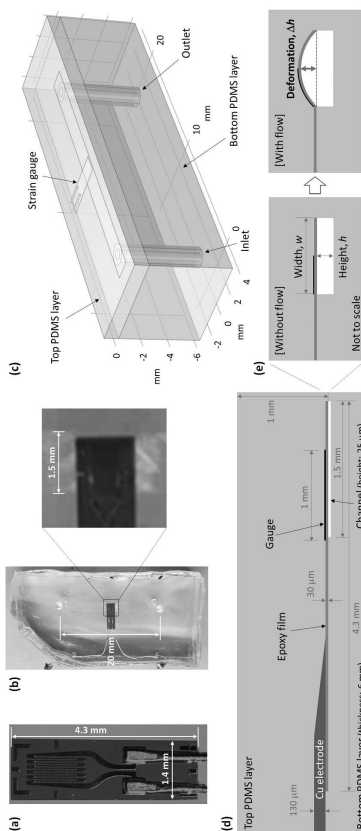 (a)
4.3 mm
1.4 mm
(b)
20 mm
1.5 mm
(c)
Top PDMS layer
Strain gauge
Outlet
Inlet
Bottom PDMS layer
mm
0
-2
-4
-6
mm
-2
0
2
4
0
10
mm
20
(d)
Top PDMS layer
130 μm
Cu electrode
Epoxy film
30 μm
Gauge
1 mm
1 mm
1.5 mm
4.3 mm
Channel (height: 25 μm)
Bottom PDMS layer (thickness: 6 mm)
(e)
[Without flow]
Width, w
Height, h
Not to scale
[With flow]
Deformation, Δh